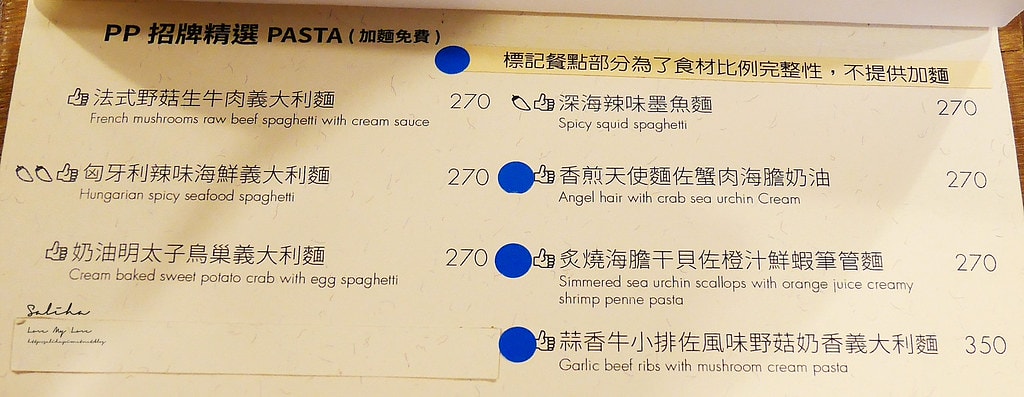 PP 招牌精選 PASTA ( 加麵免費 )
標記餐點部分為了食材比例完整性，不提供加麵
法式野菇生牛肉義大利麵 270
French mushrooms raw beef spaghetti with cream sauce
匈牙利辣味海鮮義大利麵 270
Hungarian spicy seafood spaghetti
奶油明太子鳥巢義大利麵 270
Cream baked sweet potato crab with egg spaghetti
深海辣味墨魚麵 270
Spicy squid spaghetti
香煎天使麵佐蟹肉海膽奶油 270
Angel hair with crab sea urchin Cream
炙燒海膽干貝佐橙汁鮮蝦筆管麵 270
Simmered sea urchin scallops with orange juice creamy
shrimp penne pasta
蒜香牛小排佐風味野菇奶香義大利麵 350
Garlic beef ribs with mushroom cream pasta
Love My Love